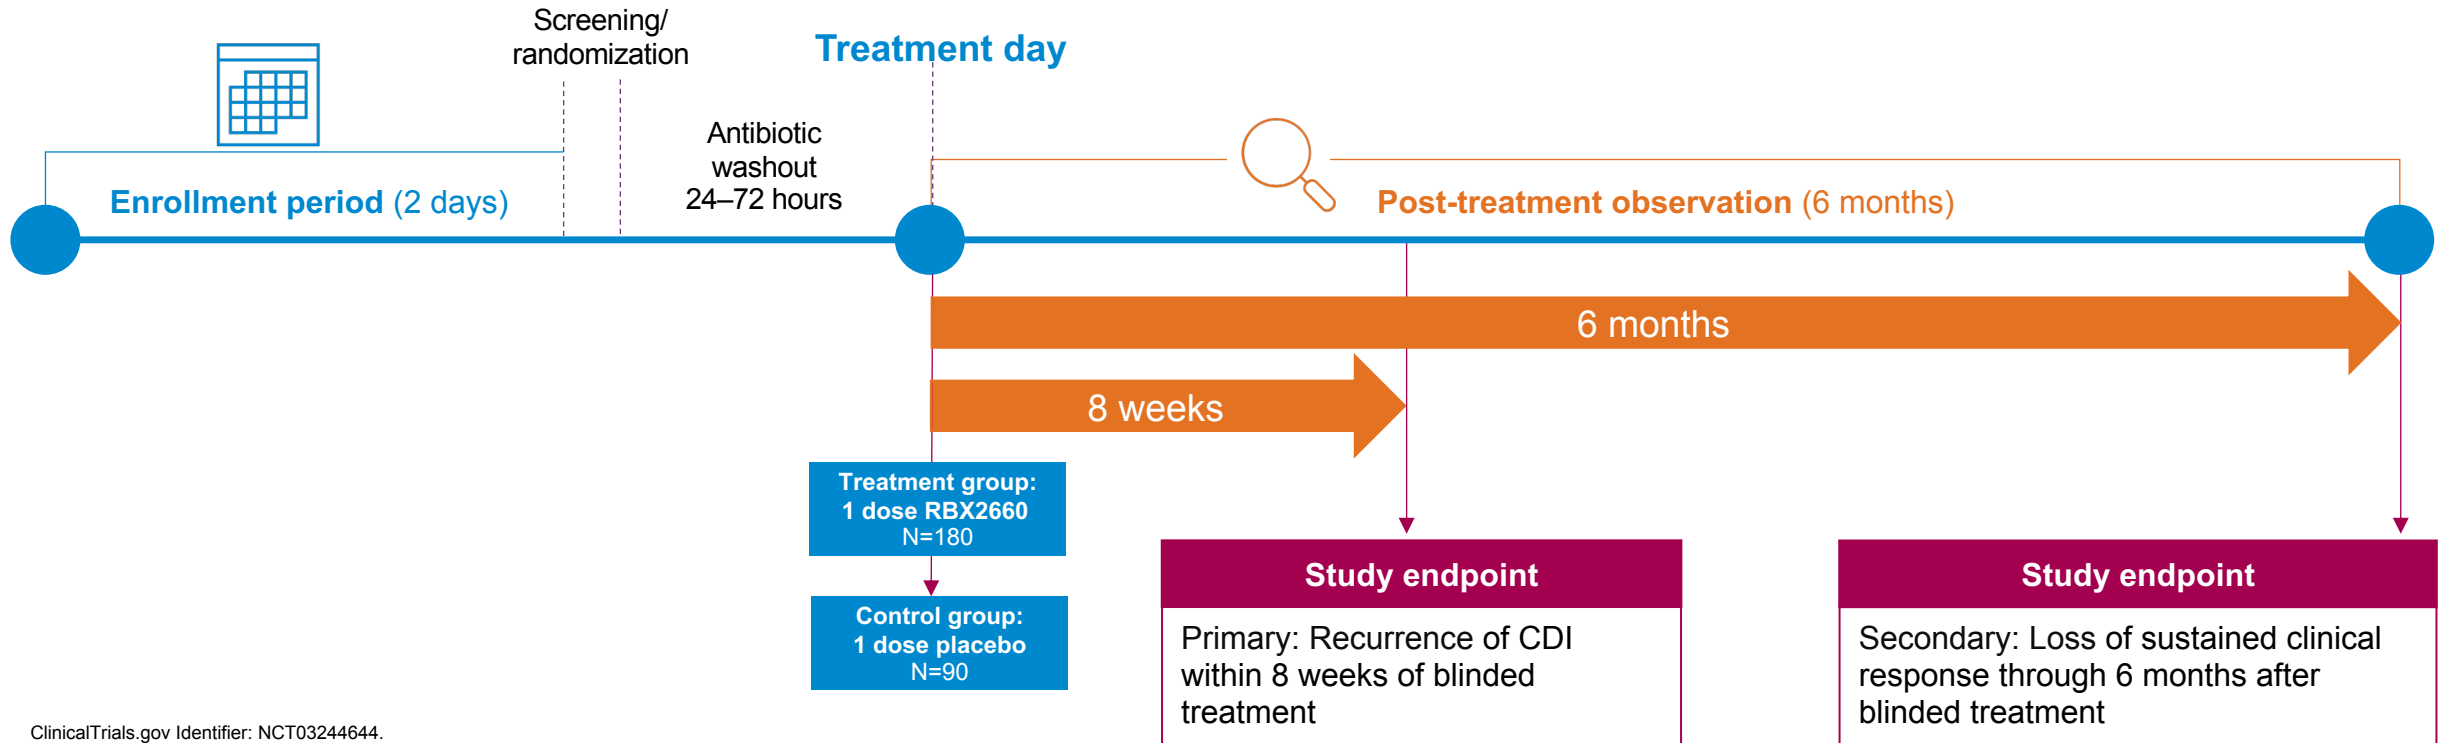 Screening/
randomization
Treatment day
Antibiotic
washout
24–72 hours
Enrollment period (2 days)
Post-treatment observation (6 months)
6 months
8 weeks
Treatment group:
1 dose RBX2660
N=180
Control group:
1 dose placebo
N=90
Study endpoint
Primary: Recurrence of CDI
within 8 weeks of blinded
treatment
Study endpoint
Secondary: Loss of sustained clinical
response through 6 months after
blinded treatment
ClinicalTrials.gov Identifier: NCT03244644.